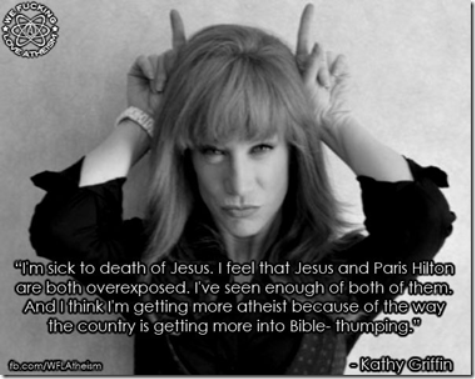 WE FUCKING
LOVE ATHEISM
"I'm sick to death of Jesus. I feel that Jesus and Paris Hilton
are both overexposed. I've seen enough of both of them.
And I think I'm getting more atheist because of the way
the country is getting more into Bible- thumping."
fb.com/WFLAtheism
- Kathy Griffin